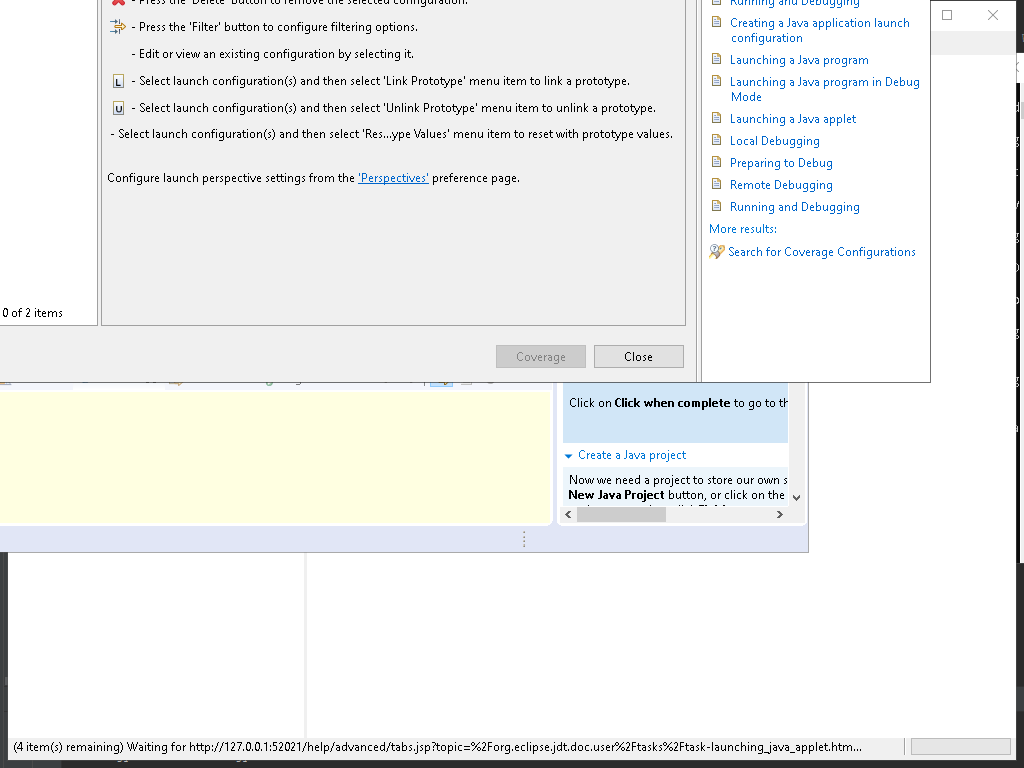 - Press the 'Delete' button to remove the selected configuration.
- Press the 'Filter' button to configure filtering options.
- Edit or view an existing configuration by selecting it.
L - Select launch configuration(s) and then select 'Link Prototype' menu item to link a prototype.
U - Select launch configuration(s) and then select 'Unlink Prototype' menu item to unlink a prototype.
- Select launch configuration(s) and then select 'Res...ype Values' menu item to reset with prototype values.
Configure launch perspective settings from the 'Perspectives' preference page.
0 of 2 items
Coverage
Close
Running and Debugging
Creating a Java application launch
configuration
Launching a Java program
Launching a Java program in Debug
Mode
Launching a Java applet
Local Debugging
Preparing to Debug
Remote Debugging
Running and Debugging
More results:
Search for Coverage Configurations
Click on Click when complete to go to th
Create a Java project
Now we need a project to store our own s
New Java Project button, or click on the
(4 item(s) remaining) Waiting for http://127.0.0.1:52021/help/advanced/tabs.jsp?topic=%2Forg.eclipse.jdt.doc.user%2Ftasks%2Ftask-launching_java_applet.htm...